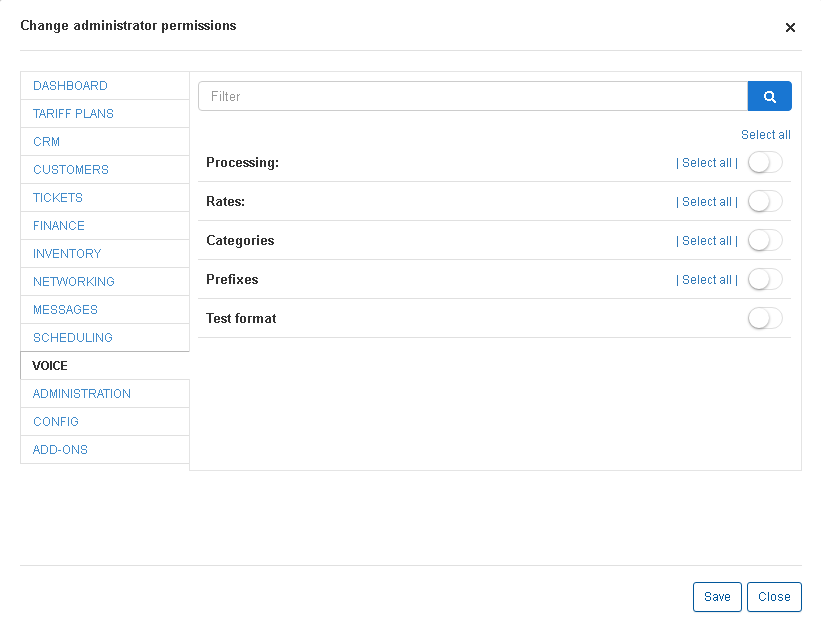 Change administrator permissions
×
DASHBOARD
TARIFF PLANS
CRM
CUSTOMERS
TICKETS
FINANCE
INVENTORY
NETWORKING
MESSAGES
SCHEDULING
VOICE
ADMINISTRATION
CONFIG
ADD-ONS
Filter
Select all
Processing: | Select all |
Rates: | Select all |
Categories | Select all |
Prefixes | Select all |
Test format
Save Close